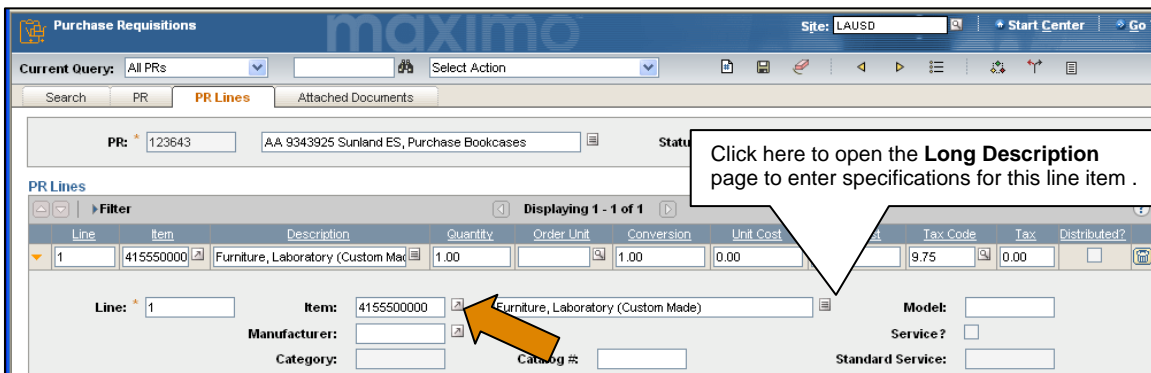 Purchase Requisitions
maximo
Site: LAUSD
Start Center
Go
Current Query: All PRs
Select Action
Search PR PR Lines Attached Documents
PR: * 123643 AA 9343925 Sunland ES, Purchase Bookcases Statu
Click here to open the Long Description
page to enter specifications for this line item .
PR Lines
Filter Displaying 1 - 1 of 1
Line Item Description Quantity Order Unit Conversion Unit Cost Tax Code Tax Distributed?
1 415550000 Furniture, Laboratory (Custom Mac 1.00 1.00 0.00 9.75 0.00
Line: * 1 Item: 4155500000 Furniture, Laboratory (Custom Made) Model:
Manufacturer: Service?
Category: Catalog #: Standard Service: